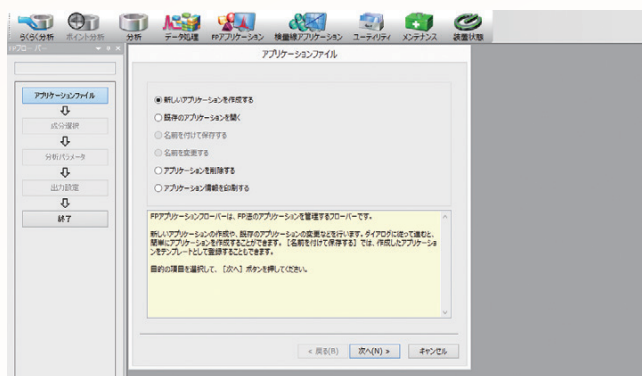 らくらく分析
ポイント分析
分析
データ処理
FPアプリケーション
検量線アプリケーション
ユーティリティ
メンテナンス
装置状態
FPフローバー
アプリケーションファイル
アプリケーションファイル
成分選択
分析パラメータ
出力設定
終了
新しいアプリケーションを作成する
既存のアプリケーションを開く
名前を付けて保存する
名前を変更する
アプリケーションを削除する
アプリケーション情報を印刷する
FPアプリケーションフローバーは、FP法のアプリケーションを管理するフローバーです。
新しいアプリケーションの作成や、既存のアプリケーションの変更などを行います。ダイアログに従って進むと、
簡単にアプリケーションを作成することができます。［名前を付けて保存する］では、作成したアプリケーショ
ンをテンプレートとして登録することもできます。
目的の項目を選択して、［次へ］ボタンを押してください。
< 戻る(R)
次へ(N) >
キャンセル